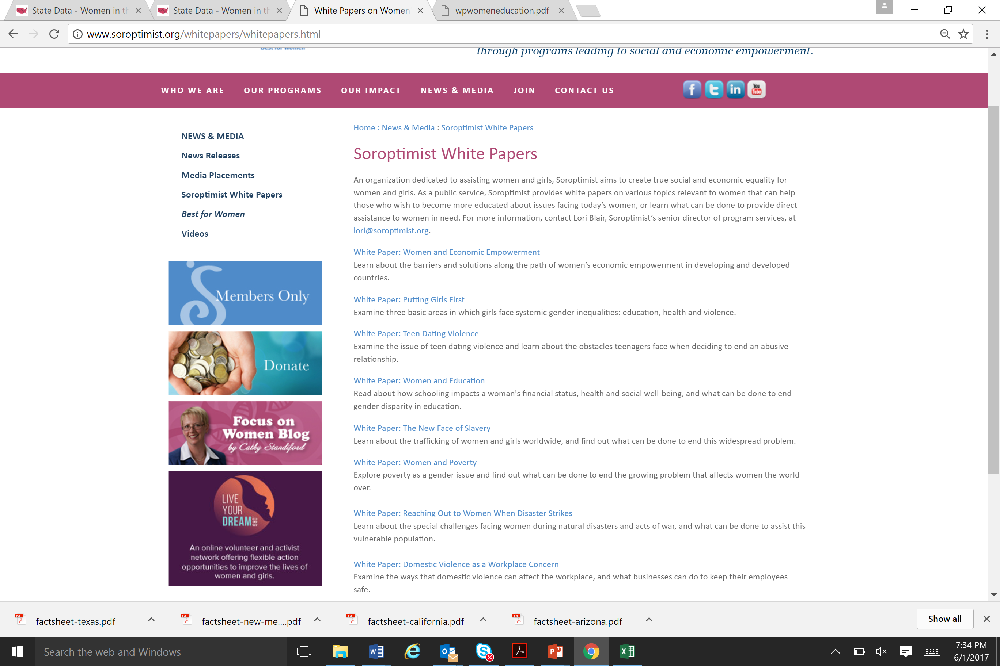 State Data - Women in th
State Data - Women in th
White Papers on Women
wpwomeneducation.pdf
www.soroptimist.org/whitepapers/whitepapers.html
Best for Women
through programs leading to social and economic empowerment.
WHO WE ARE
OUR PROGRAMS
OUR IMPACT
NEWS & MEDIA
JOIN
CONTACT US
f
t
in
You
Tube
NEWS & MEDIA
News Releases
Media Placements
Soroptimist White Papers
Best for Women
Videos
Members Only
Donate
Focus on
Women Blog
by Cathy Standiford
LIVE
YOUR
DREAM.ORG
An online volunteer and activist
network offering flexible action
opportunities to improve the lives of
women and girls.
Home : News & Media : Soroptimist White Papers
Soroptimist White Papers
An organization dedicated to assisting women and girls, Soroptimist aims to create true social and economic equality for
women and girls. As a public service, Soroptimist provides white papers on various topics relevant to women that can help
those who wish to become more educated about issues facing today’s women, or learn what can be done to provide direct
assistance to women in need. For more information, contact Lori Blair, Soroptimist’s senior director of program services, at
lori@soroptimist.org.
White Paper: Women and Economic Empowerment
Learn about the barriers and solutions along the path of women’s economic empowerment in developing and developed
countries.
White Paper: Putting Girls First
Examine three basic areas in which girls face systemic gender inequalities: education, health and violence.
White Paper: Teen Dating Violence
Examine the issue of teen dating violence and learn about the obstacles teenagers face when deciding to end an abusive
relationship.
White Paper: Women and Education
Read about how schooling impacts a woman's financial status, health and social well-being, and what can be done to end
gender disparity in education.
White Paper: The New Face of Slavery
Learn about the trafficking of women and girls worldwide, and find out what can be done to end this widespread problem.
White Paper: Women and Poverty
Explore poverty as a gender issue and find out what can be done to end the growing problem that affects women the world
over.
White Paper: Reaching Out to Women When Disaster Strikes
Learn about the special challenges facing women during natural disasters and acts of war, and what can be done to assist this
vulnerable population.
White Paper: Domestic Violence as a Workplace Concern
Examine the ways that domestic violence can affect the workplace, and what businesses can do to keep their employees
safe.
factsheet-texas.pdf
factsheet-new-me....pdf
factsheet-california.pdf
factsheet-arizona.pdf
Show all
Search the web and Windows
7:34 PM
6/1/2017